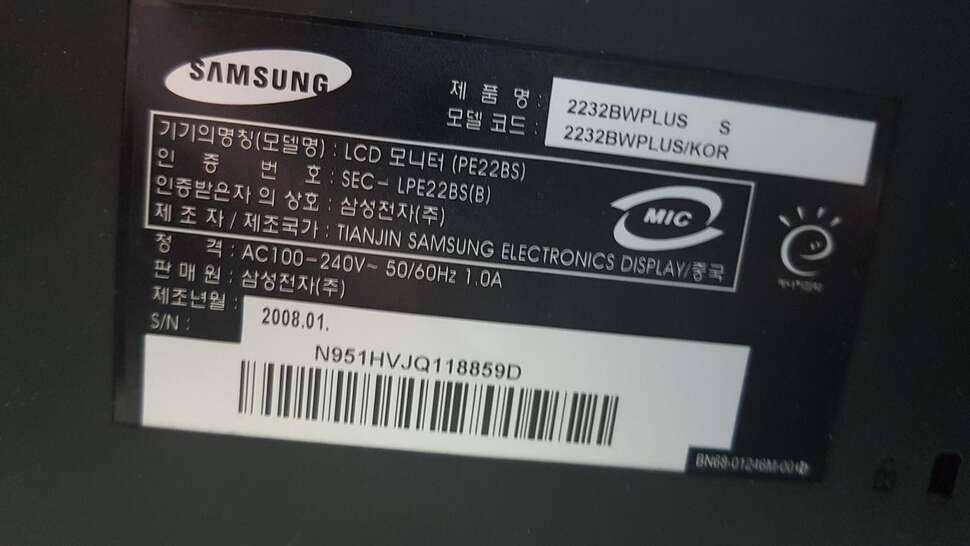 SAMSUNG
제 품 명 : 2232BWPLUS S
모델 코드 : 2232BWPLUS/KOR
기기의명칭(모델명) : LCD 모니터 (PE22BS)
인 증 번 호 : SEC- LPE22BS(B)
인증받은자 의 상호 : 삼성전자(주)
제 조 자 / 제조국가 : TIANJIN SAMSUNG ELECTRONICS DISPLAY/중국
MIC
정 격 : AC100-240V~ 50/60Hz 1.0A
판 매 원 : 삼성전자(주)
제조년월 : 2008.01.
S/N :
N951HVJQ118859D